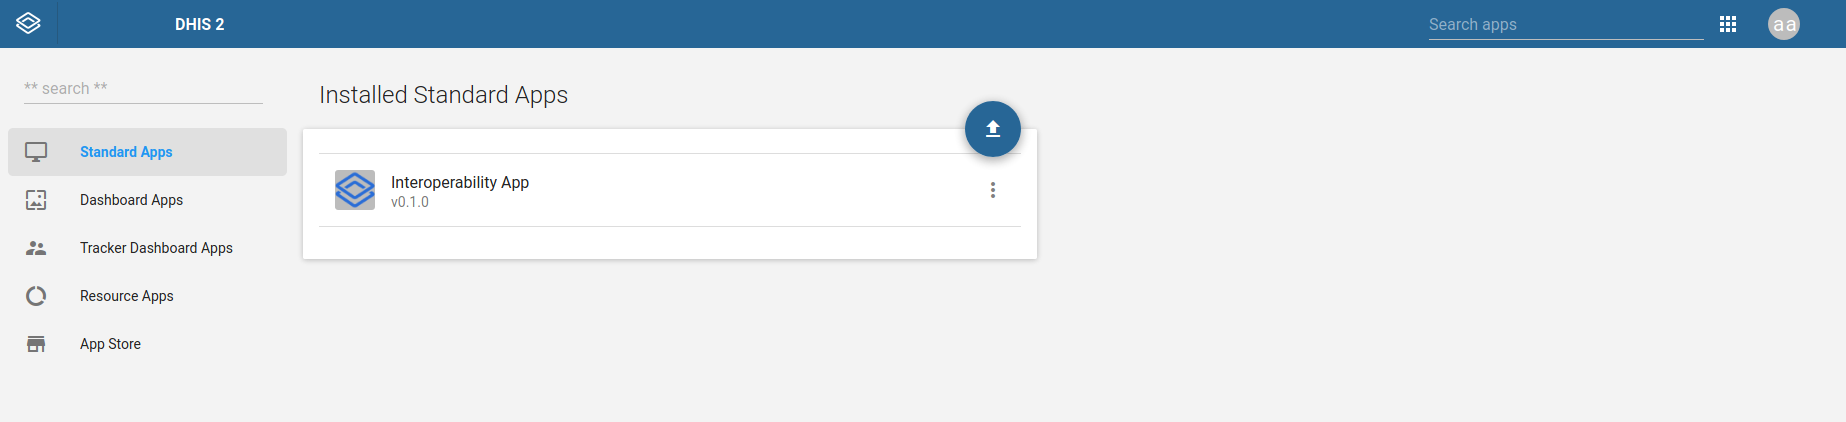 DHIS 2
Search apps
aa
** search **
Installed Standard Apps
Standard Apps
Dashboard Apps
Tracker Dashboard Apps
Resource Apps
App Store
Interoperability App
v0.1.0